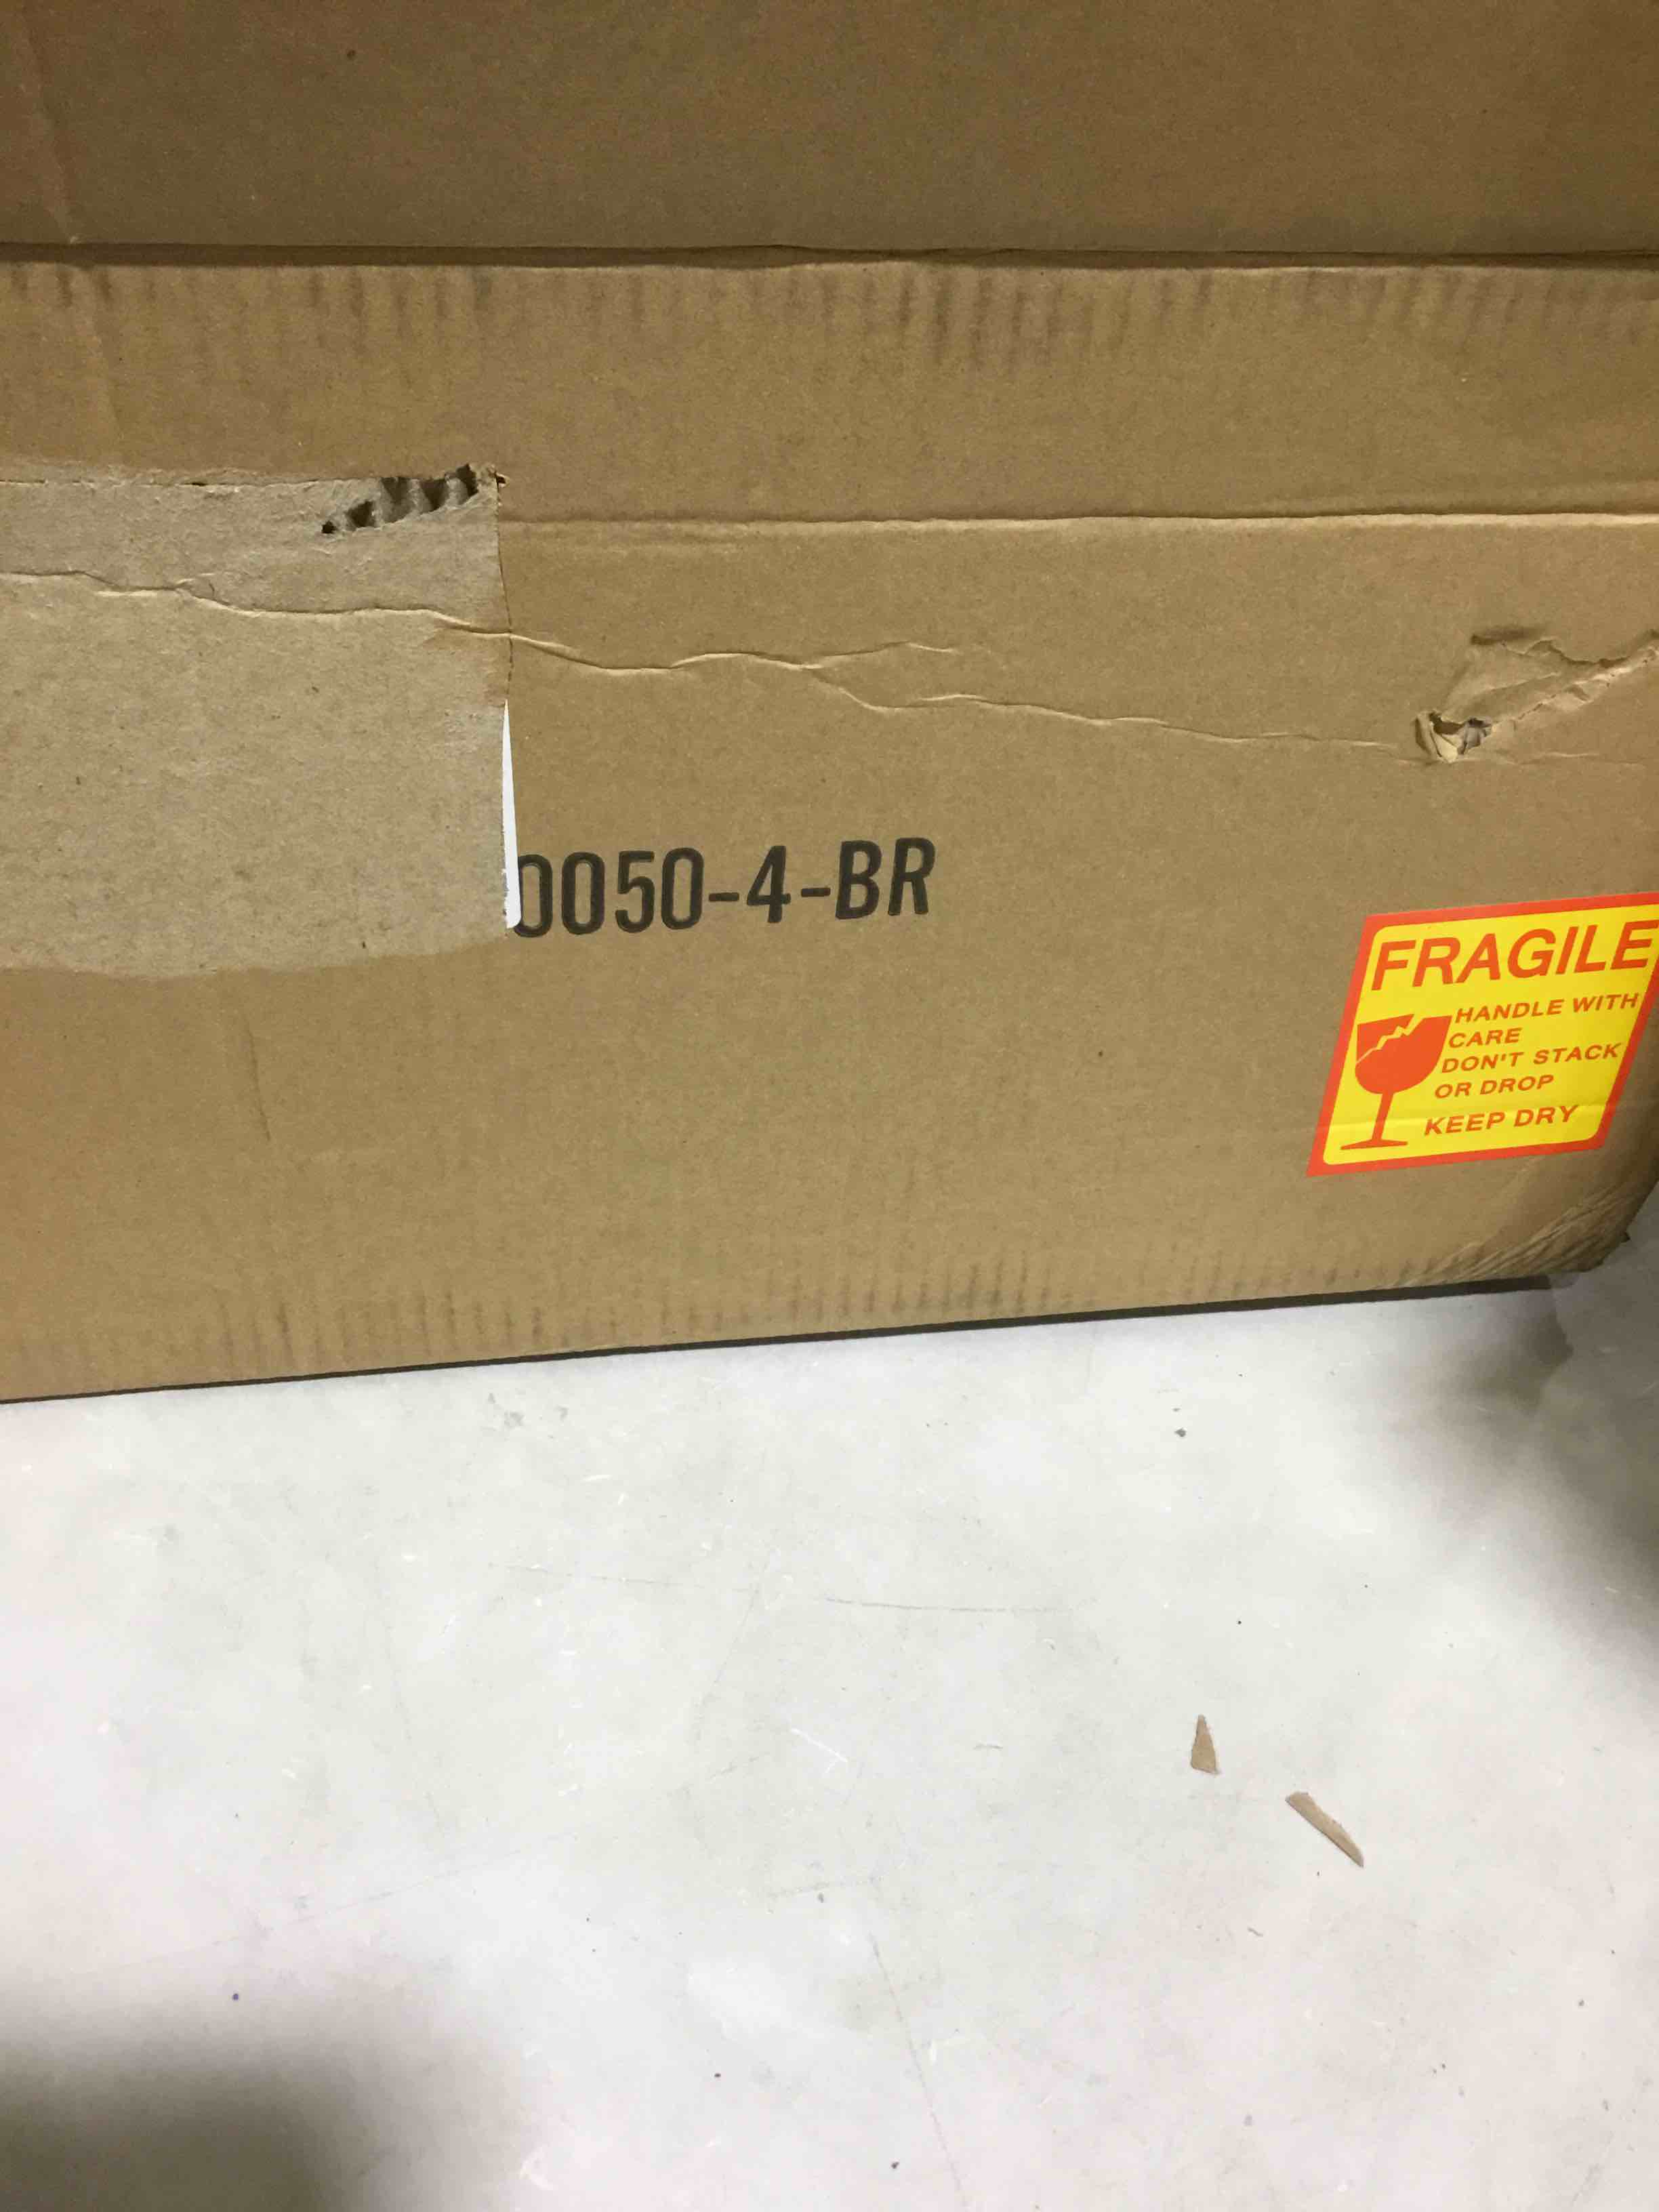 0050-4-BR
FRAGILE
HANDLE WITH
CARE
DON'T STACK
OR DROP
KEEP DRY